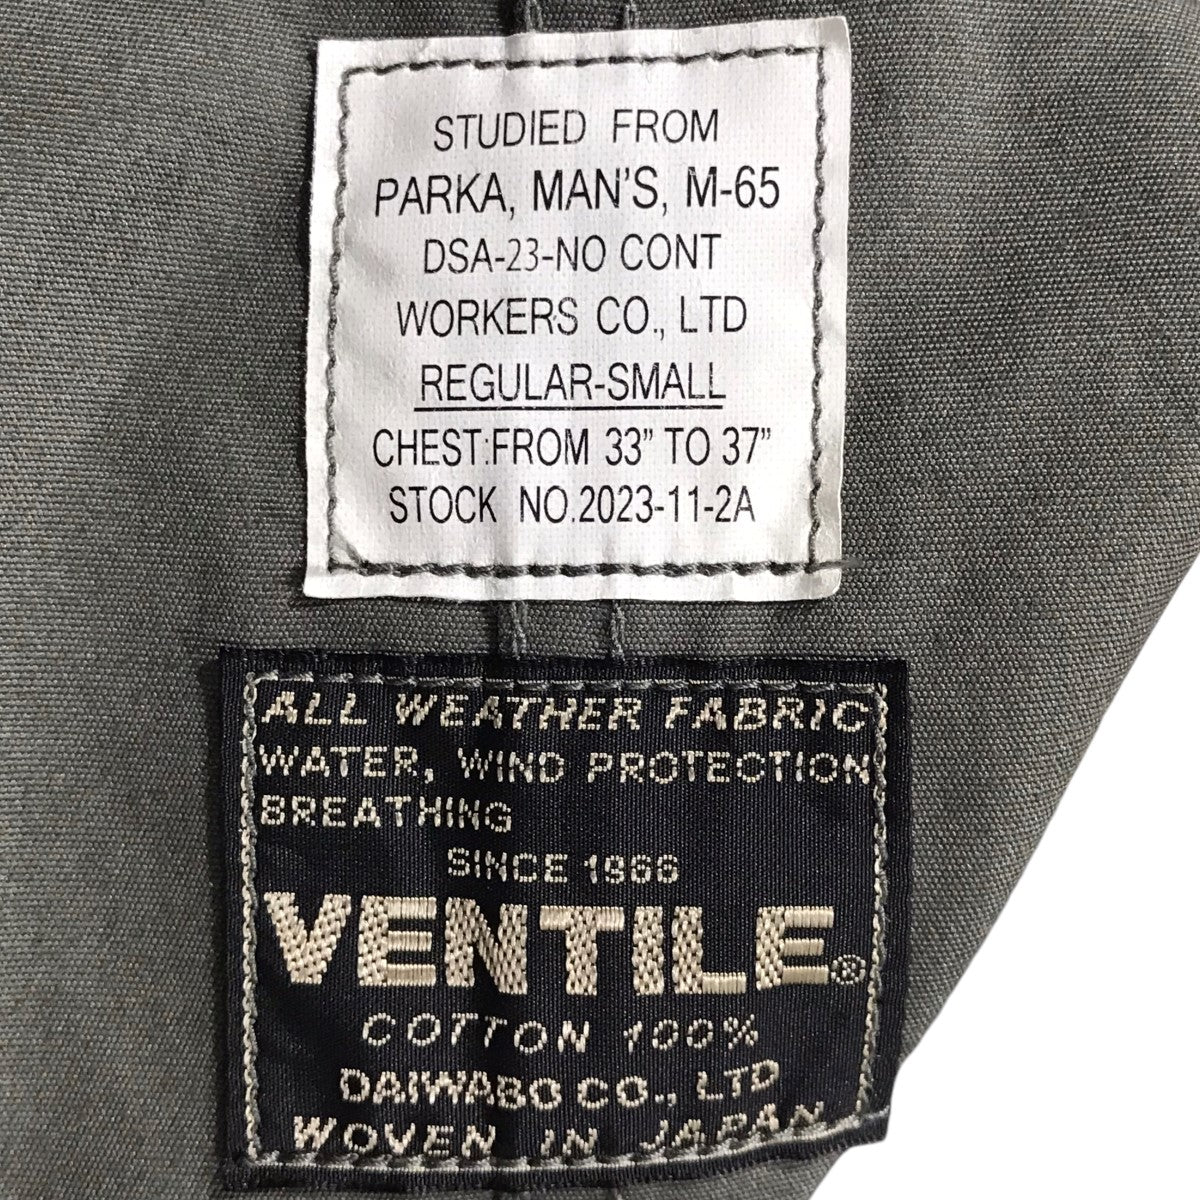 STUDIED FROM
PARKA, MAN'S, M-65
DSA-23-NO CONT
WORKERS CO., LTD
REGULAR-SMALL
CHEST:FROM 33" TO 37"
STOCK NO.2023-11-2A
ALL WEATHER FABRIC
WATER, WIND PROTECTION
BREATHING
SINCE 1966
VENTILE®
COTTON 100%
DAIWABO CO., LTD
WOVEN IN JAPAN